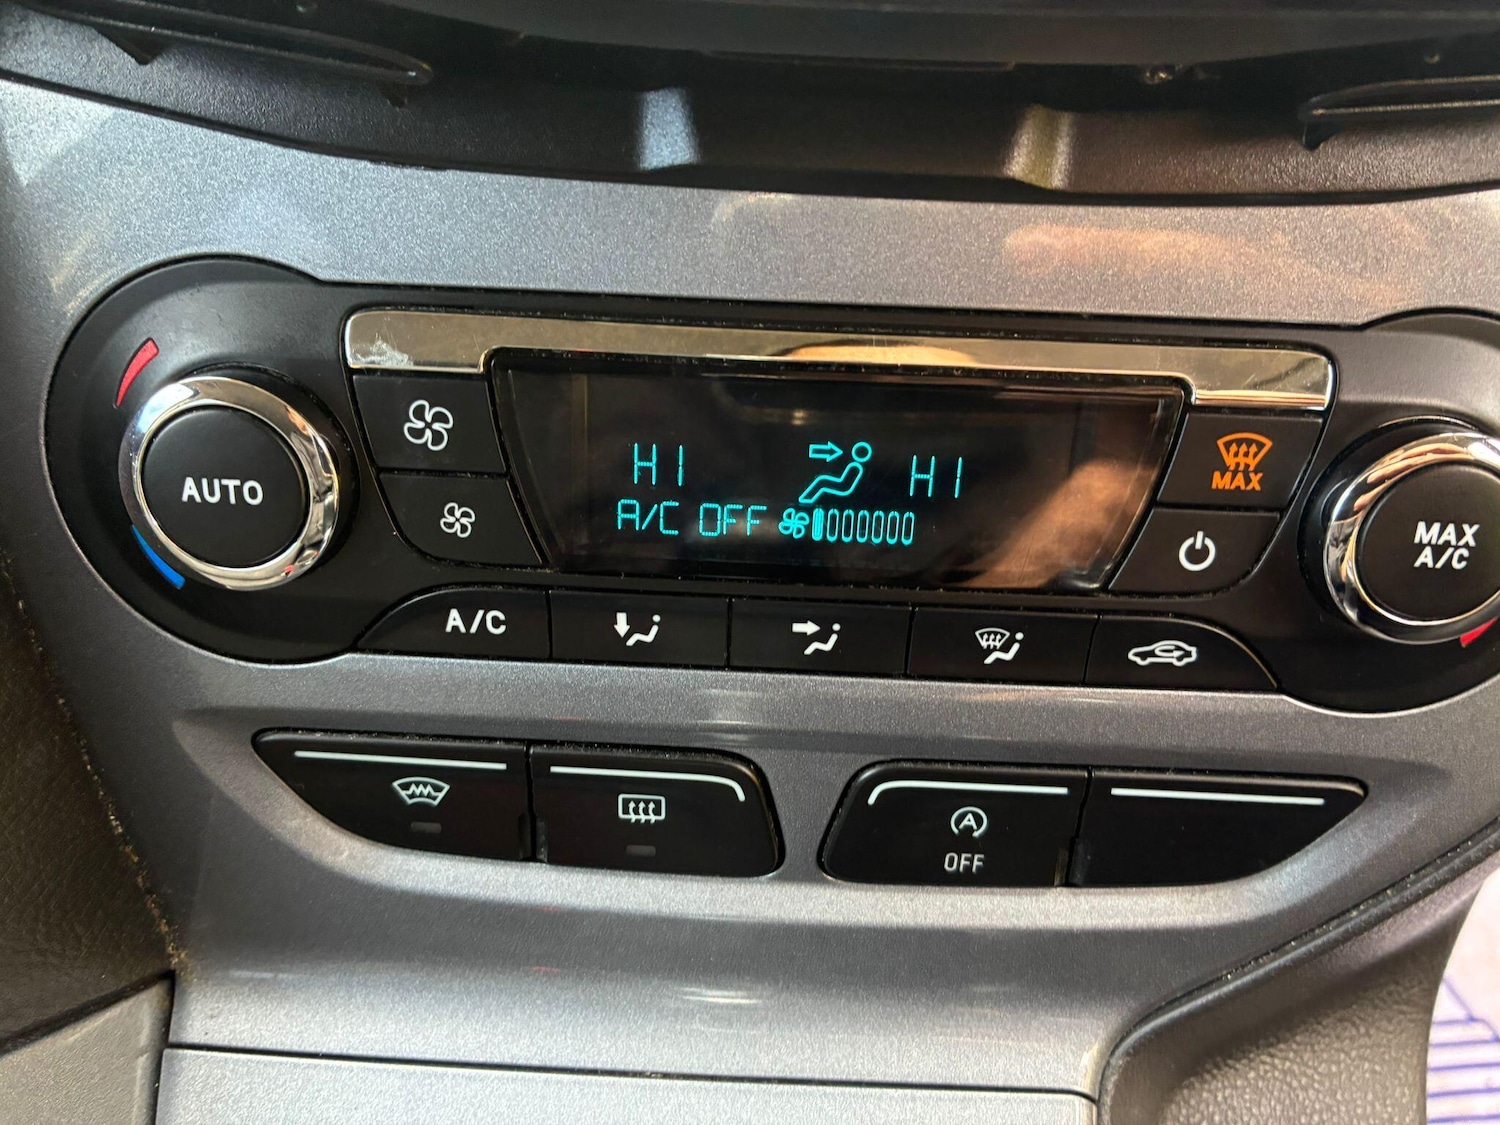 HI HI
A/C OFF
AUTO
MAX
MAX
A/C
A/C
A
OFF